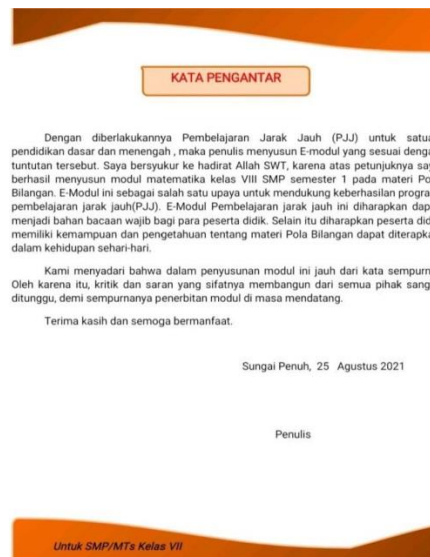 KATA PENGANTAR
Dengan diberlakukannya Pembelajaran Jarak Jauh (PJJ) untuk satua
pendidikan dasar dan menengah , maka penulis menyusun E-modul yang sesuai denga
tuntutan tersebut. Saya bersyukur ke hadirat Allah SWT, karena atas petunjuknya say
berhasil menyusun modul matematika kelas VIII SMP semester 1 pada materi Po
Bilangan. E-Modul ini sebagai salah satu upaya untuk mendukung keberhasilan progra
pembelajaran jarak jauh(PJJ). E-Modul Pembelajaran jarak jauh ini diharapkan dap
menjadi bahan bacaan wajib bagi para peserta didik. Selain itu diharapkan peserta did
memiliki kemampuan dan pengetahuan tentang materi Pola Bilangan dapat diterapka
dalam kehidupan sehari-hari.
Kami menyadari bahwa dalam penyusunan modul ini jauh dari kata sempurn
Oleh karena itu, kritik dan saran yang sifatnya membangun dari semua pihak sang
ditunggu, demi sempurnanya penerbitan modul di masa mendatang.
Terima kasih dan semoga bermanfaat.
Sungai Penuh, 25 Agustus 2021
Penulis
Untuk SMP/MTs Kelas VII